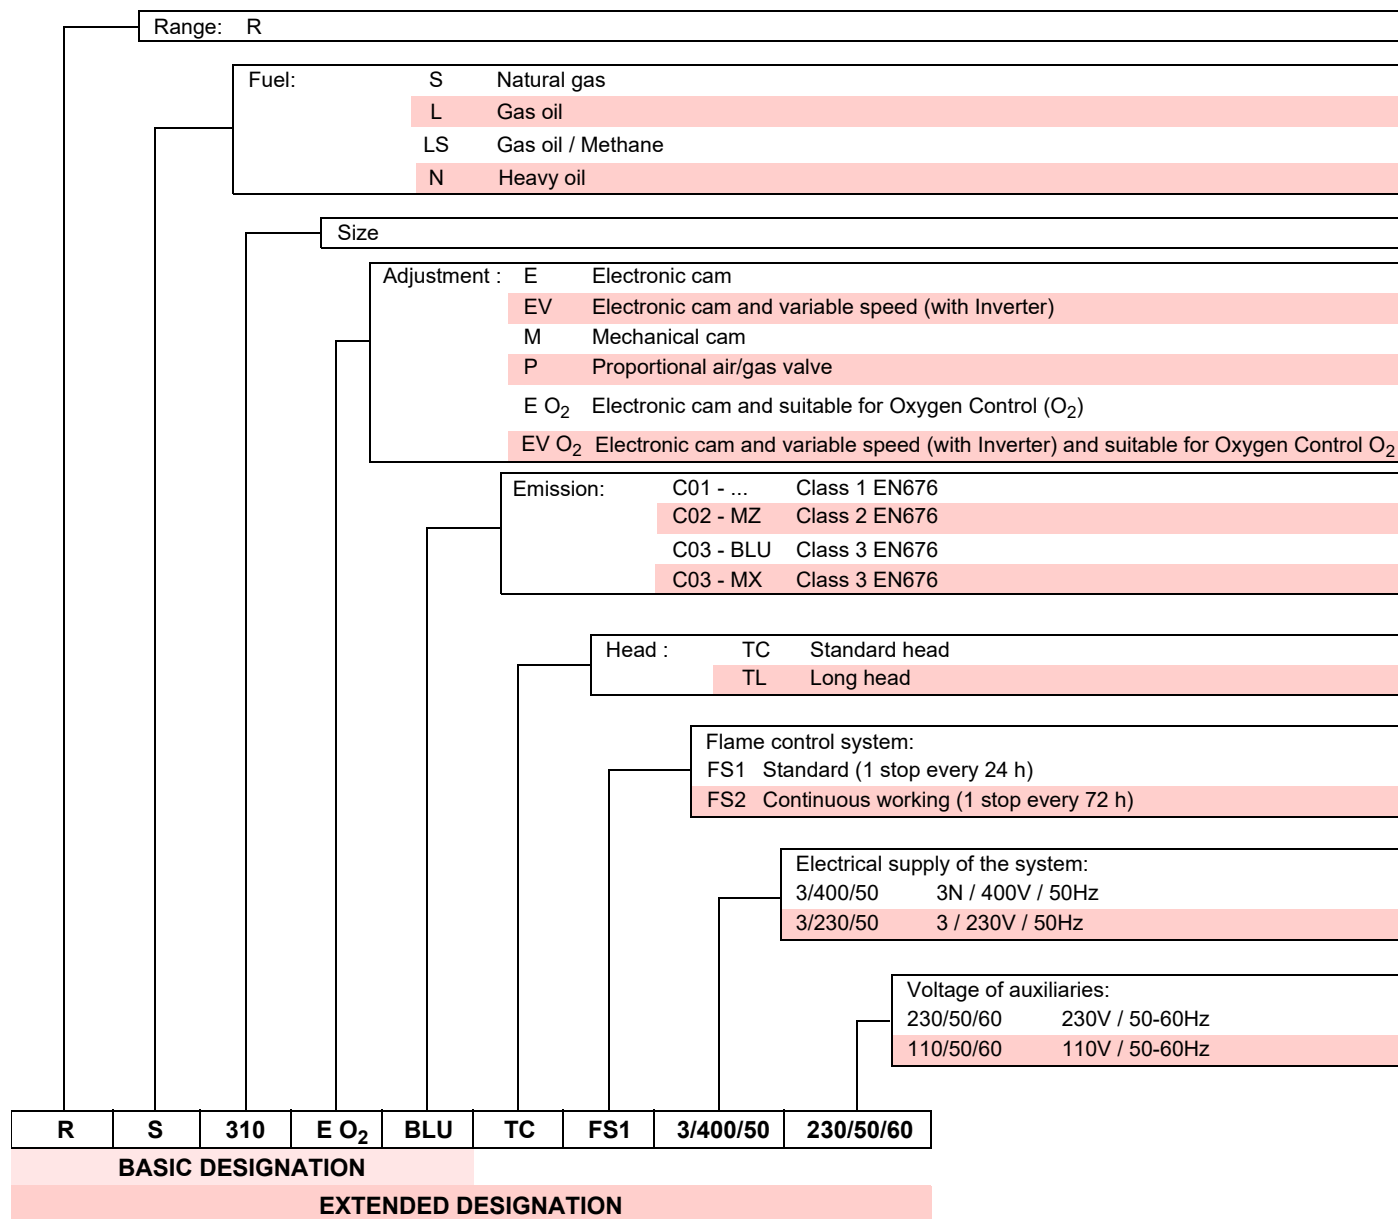 Range: R
Fuel: S Natural gas
L Gas oil
LS Gas oil / Methane
N Heavy oil
Size
Adjustment : E Electronic cam
EV Electronic cam and variable speed (with Inverter)
M Mechanical cam
P Proportional air/gas valve
E O2 Electronic cam and suitable for Oxygen Control (O2)
EV O2 Electronic cam and variable speed (with Inverter) and suitable for Oxygen Control O2
Emission: C01 - ... Class 1 EN676
C02 - MZ Class 2 EN676
C03 - BLU Class 3 EN676
C03 - MX Class 3 EN676
Head : TC Standard head
TL Long head
Flame control system:
FS1 Standard (1 stop every 24 h)
FS2 Continuous working (1 stop every 72 h)
Electrical supply of the system:
3/400/50 3N / 400V / 50Hz
3/230/50 3 / 230V / 50Hz
Voltage of auxiliaries:
230/50/60 230V / 50-60Hz
110/50/60 110V / 50-60Hz
R S 310 E O2 BLU TC FS1 3/400/50 230/50/60
BASIC DESIGNATION
EXTENDED DESIGNATION